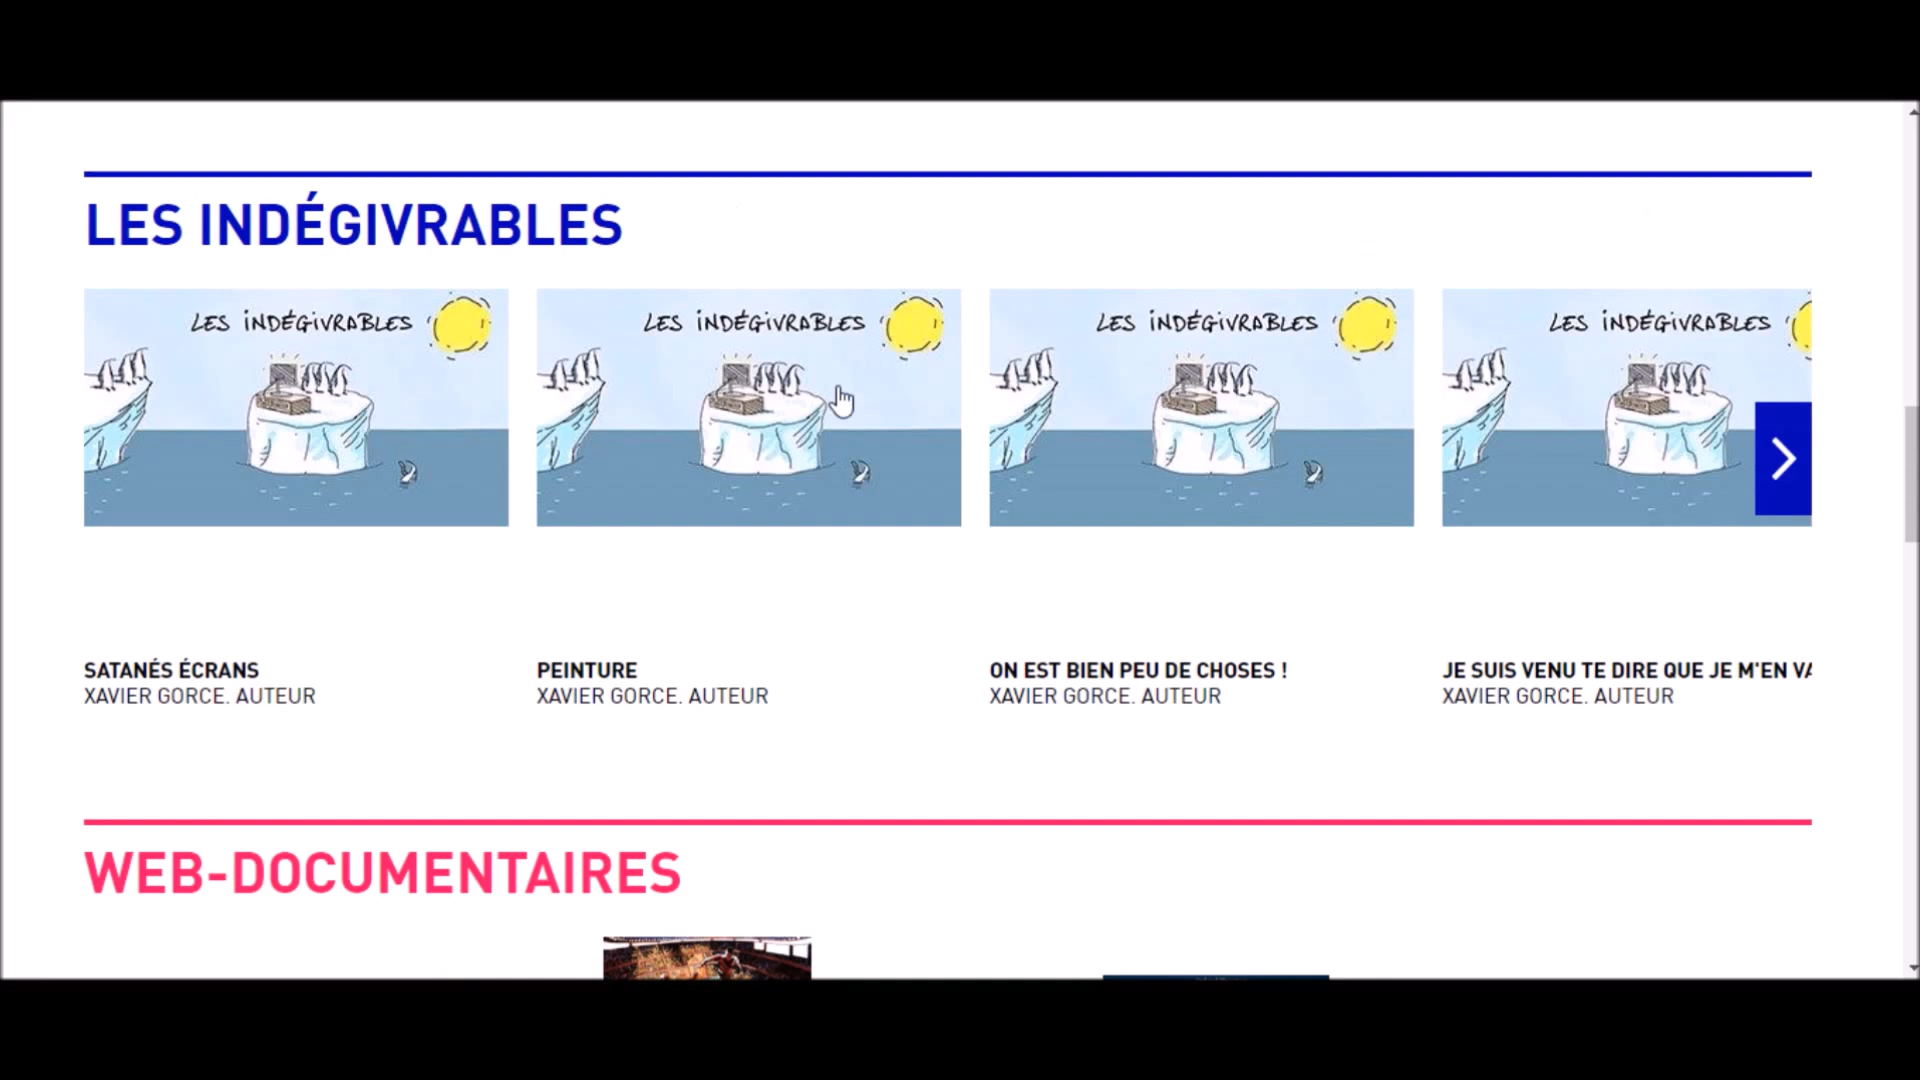 LES INDÉGIVRABLES
LES INDÉGIVRABLES
LES INDÉGIVRABLES
LES INDÉGIVRABLES
LES INDÉGIVRABLES
SATANÉS ÉCRANS
XAVIER GORCE. AUTEUR
PEINTURE
XAVIER GORCE. AUTEUR
ON EST BIEN PEU DE CHOSES !
XAVIER GORCE. AUTEUR
JE SUIS VENU TE DIRE QUE JE M'EN VA
XAVIER GORCE. AUTEUR
WEB-DOCUMENTAIRES